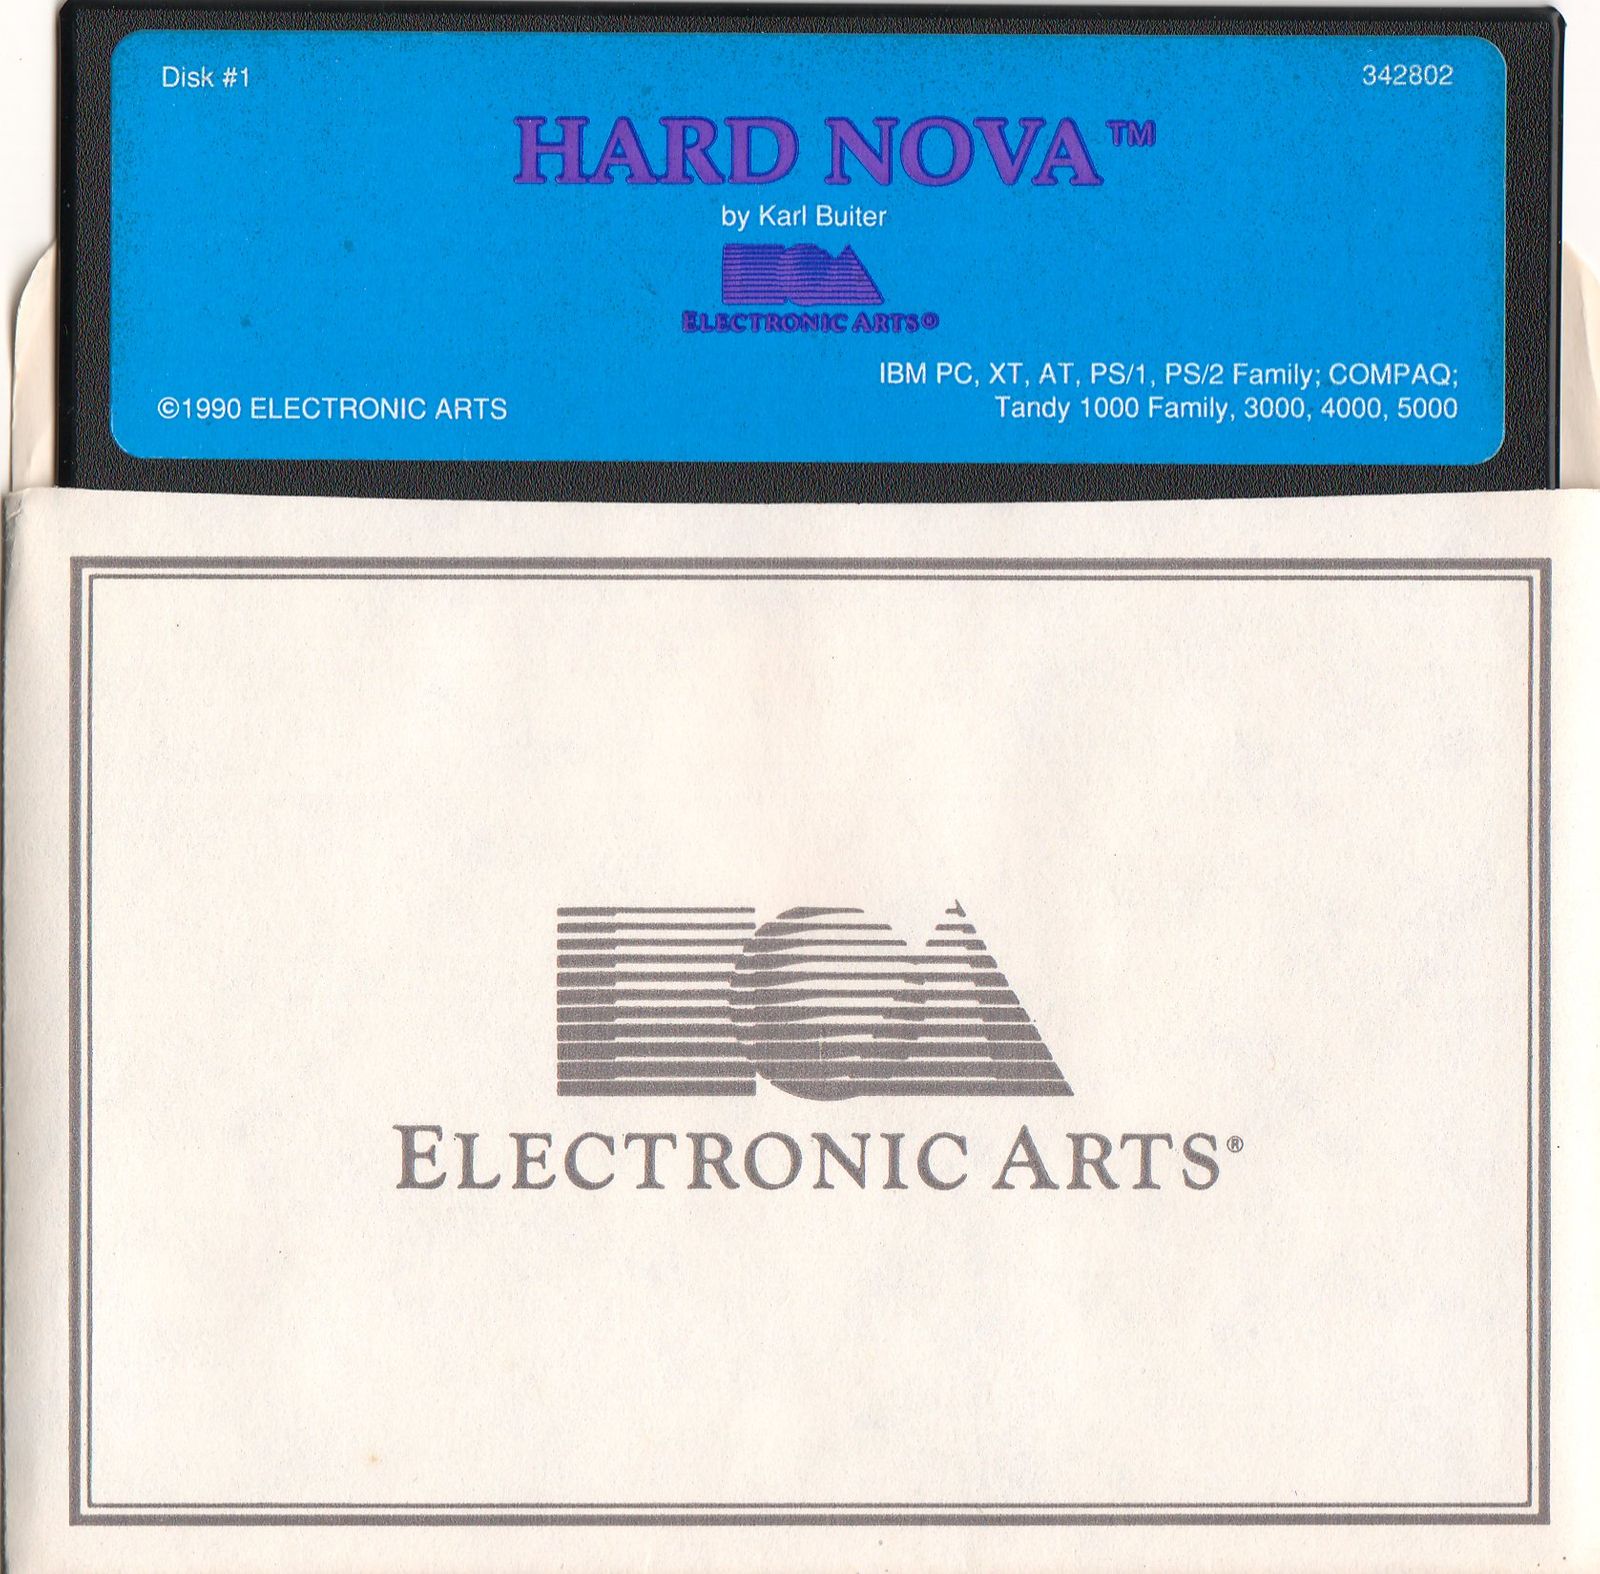 Disk #1
342802
HARD NOVA™
by Karl Buiter
ELECTRONIC ARTS®
IBM PC, XT, AT, PS/1, PS/2 Family; COMPAQ;
©1990 ELECTRONIC ARTS
Tandy 1000 Family, 3000, 4000, 5000
ELECTRONIC ARTS®